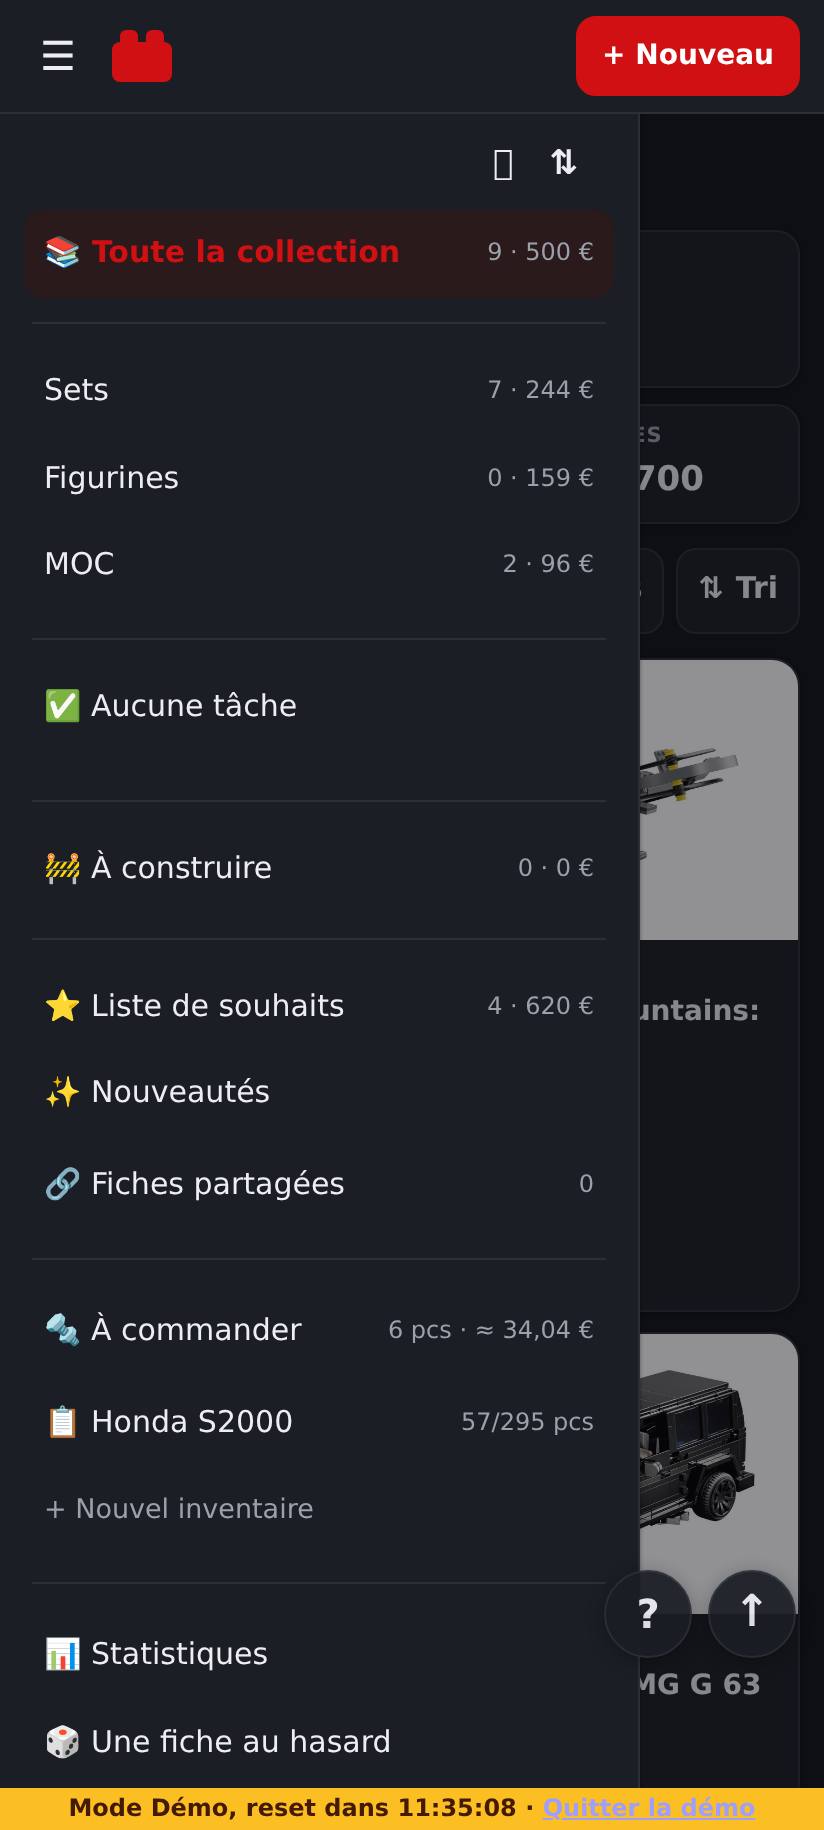 ☰ + Nouveau
⇅
📚 Toute la collection 9 · 500 €
Sets 7 · 244 €
Figurines 0 · 159 €
ES
700
MOC 2 · 96 €
⇅ Tri
✅ Aucune tâche
🚧 À construire 0 · 0 €
⭐ Liste de souhaits 4 · 620 €
untains:
✨ Nouveautés
🔗 Fiches partagées 0
🔩 À commander 6 pcs · ≈ 34,04 €
📋 Honda S2000 57/295 pcs
+ Nouvel inventaire
? ↑
📊 Statistiques
MG G 63
🎲 Une fiche au hasard
Mode Démo, reset dans 11:35:08 · Quitter la démo